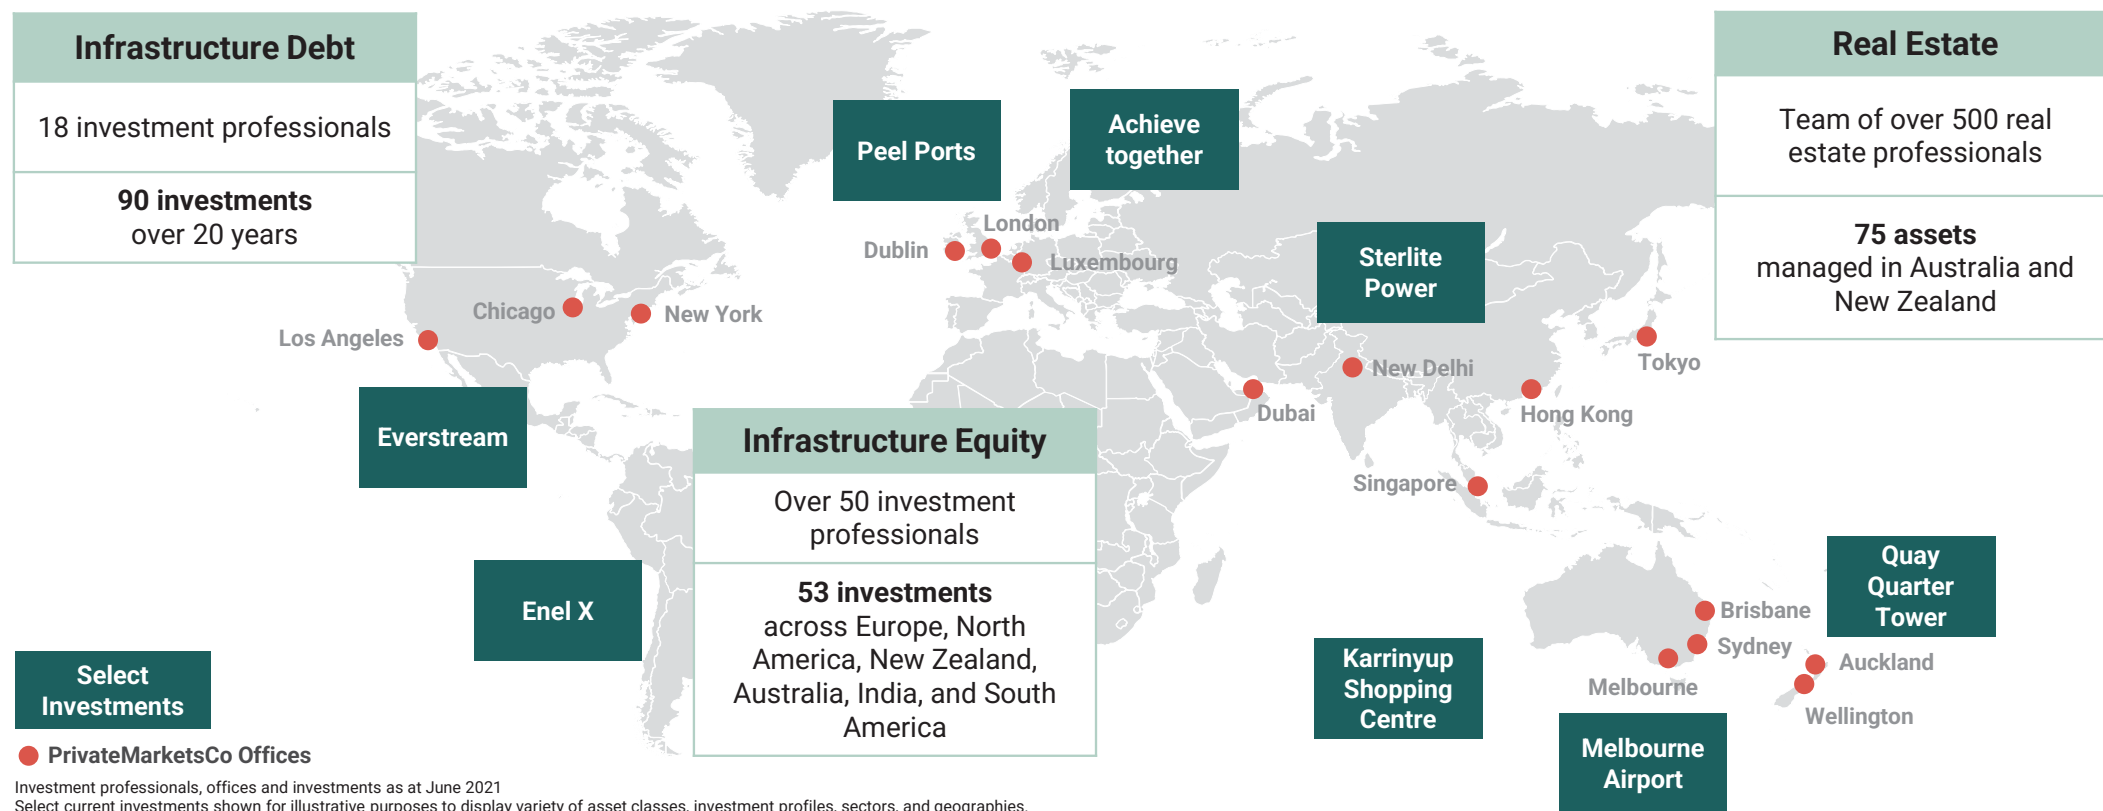 Infrastructure Debt
18 investment professionals
90 investments
over 20 years
Real Estate
Team of over 500 real
estate professionals
75 assets
managed in Australia and
New Zealand
Peel Ports
Achieve
together
Sterlite
Power
London
Dublin
Luxembourg
Chicago
New York
Los Angeles
New Delhi
Tokyo
Dubai
Hong Kong
Singapore
Everstream
Infrastructure Equity
Over 50 investment
professionals
53 investments
across Europe, North
America, New Zealand,
Australia, India, and South
America
Enel X
Quay
Quarter
Tower
Brisbane
Sydney
Auckland
Melbourne
Wellington
Karrinyup
Shopping
Centre
Melbourne
Airport
Select
Investments
PrivateMarketsCo Offices
Investment professionals, offices and investments as at June 2021
Select current investments shown for illustrative purposes to display variety of asset classes, investment profiles, sectors, and geographies.